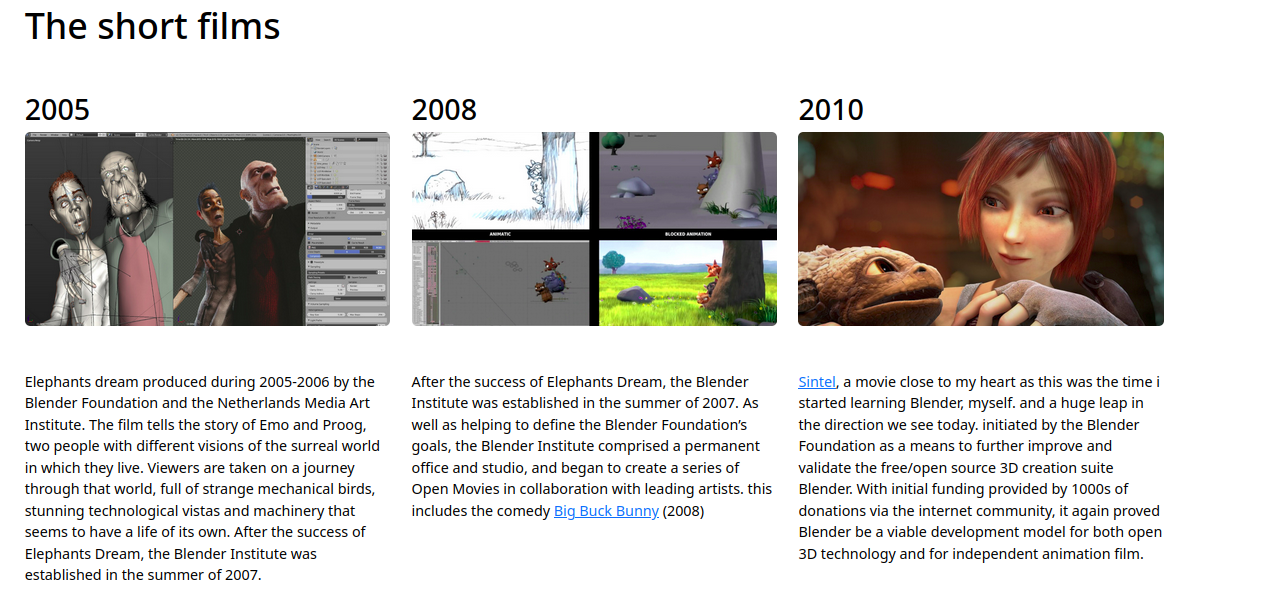 The short films
2005
2008
2010
ANIMATIC
BLOCKED ANIMATION
Elephants dream produced during 2005-2006 by the
Blender Foundation and the Netherlands Media Art
Institute. The film tells the story of Emo and Proog,
two people with different visions of the surreal world
in which they live. Viewers are taken on a journey
through that world, full of strange mechanical birds,
stunning technological vistas and machinery that
seems to have a life of its own. After the success of
Elephants Dream, the Blender Institute was
established in the summer of 2007.
After the success of Elephants Dream, the Blender
Institute was established in the summer of 2007. As
well as helping to define the Blender Foundation’s
goals, the Blender Institute comprised a permanent
office and studio, and began to create a series of
Open Movies in collaboration with leading artists. this
includes the comedy Big Buck Bunny (2008)
Sintel, a movie close to my heart as this was the time i
started learning Blender, myself. and a huge leap in
the direction we see today. initiated by the Blender
Foundation as a means to further improve and
validate the free/open source 3D creation suite
Blender. With initial funding provided by 1000s of
donations via the internet community, it again proved
Blender be a viable development model for both open
3D technology and for independent animation film.